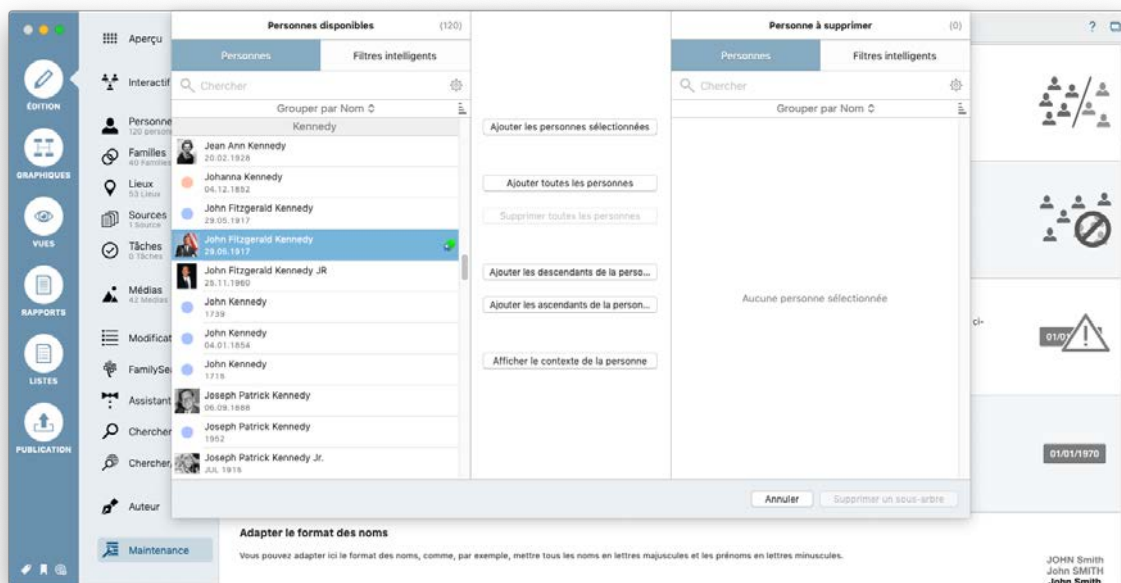 ÉDITION
GRAPHIQUES
VUES
RAPPORTS
LISTES
PUBLICATION
Aperçu
Interactif
Personne
120 person
Familles
40 Familles
Lieux
53 Lieux
Sources
1 Source
Tâches
0 Tâches
Médias
42 Médias
Modificat
FamilySe
Assistant
Chercher
Chercher,
Auteur
Maintenance
Personnes disponibles (120)
Personnes Filtres intelligents
Chercher
Grouper par Nom
Kennedy
Jean Ann Kennedy
20.02.1928
Johanna Kennedy
04.12.1852
John Fitzgerald Kennedy
29.05.1917
John Fitzgerald Kennedy
29.05.1917
John Fitzgerald Kennedy JR
25.11.1960
John Kennedy
1739
John Kennedy
04.01.1854
John Kennedy
1715
Joseph Patrick Kennedy
06.09.1888
Joseph Patrick Kennedy
1952
Joseph Patrick Kennedy Jr.
JUL 1915
Ajouter les personnes sélectionnées
Ajouter toutes les personnes
Supprimer toutes les personnes
Ajouter les descendants de la perso...
Ajouter les ascendants de la person...
Afficher le contexte de la personne
Personne à supprimer (0)
Personnes Filtres intelligents
Chercher
Grouper par Nom
Aucune personne sélectionnée
Annuler Supprimer un sous-arbre
?
ci-
01/01/1970
Adapter le format des noms
Vous pouvez adapter ici le format des noms, comme, par exemple, mettre tous les noms en lettres majuscules et les prénoms en lettres minuscules.
JOHN Smith
John SMITH
John Smith